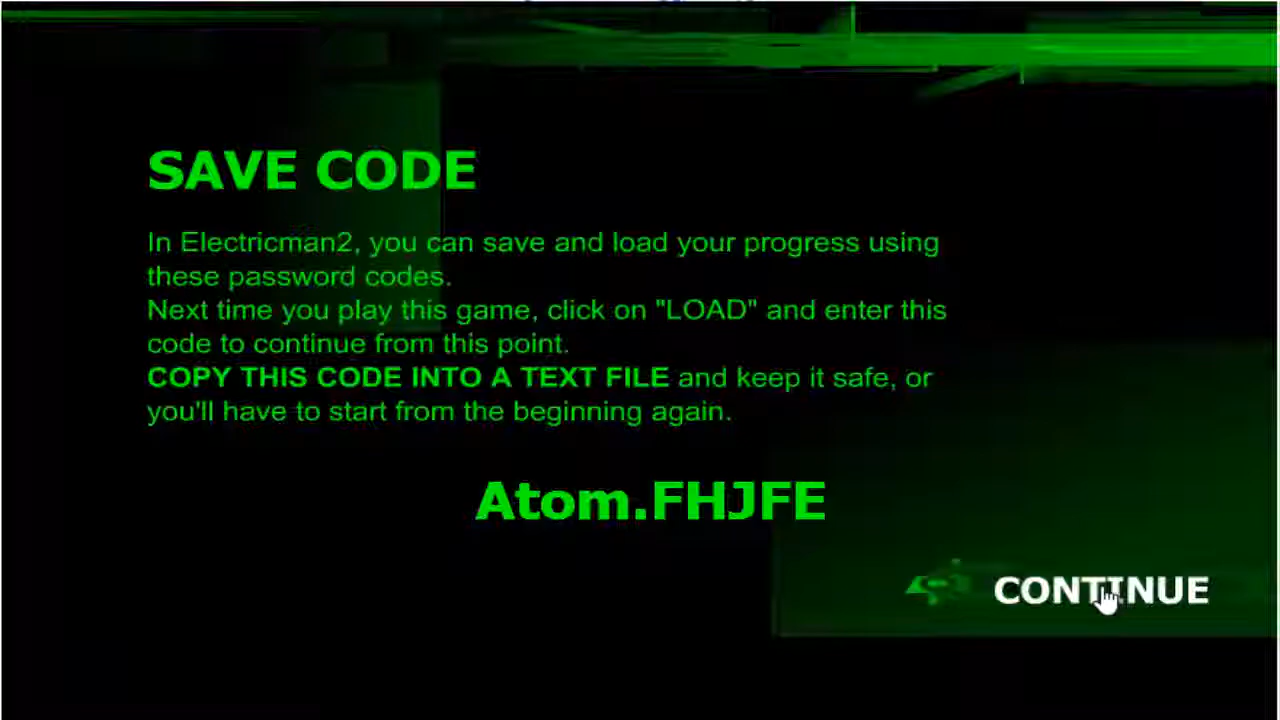 SAVE CODE
In Electricman2, you can save and load your progress using
these password codes.
Next time you play this game, click on "LOAD" and enter this
code to continue from this point.
COPY THIS CODE INTO A TEXT FILE and keep it safe, or
you'll have to start from the beginning again.
Atom.FHJFE
CONTINUE